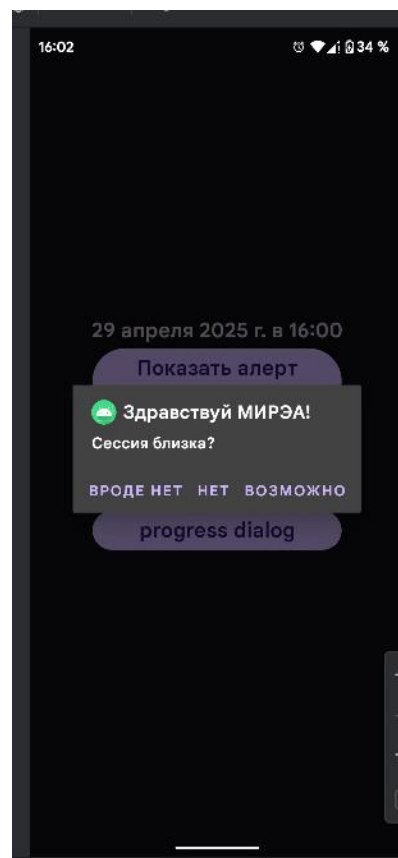 16:02 34 %
29 апреля 2025 г. в 16:00
Показать алерт
Здравствуй МИРЭА!
Сессия близка?
ВРОДЕ НЕТ НЕТ ВОЗМОЖНО
progress dialog